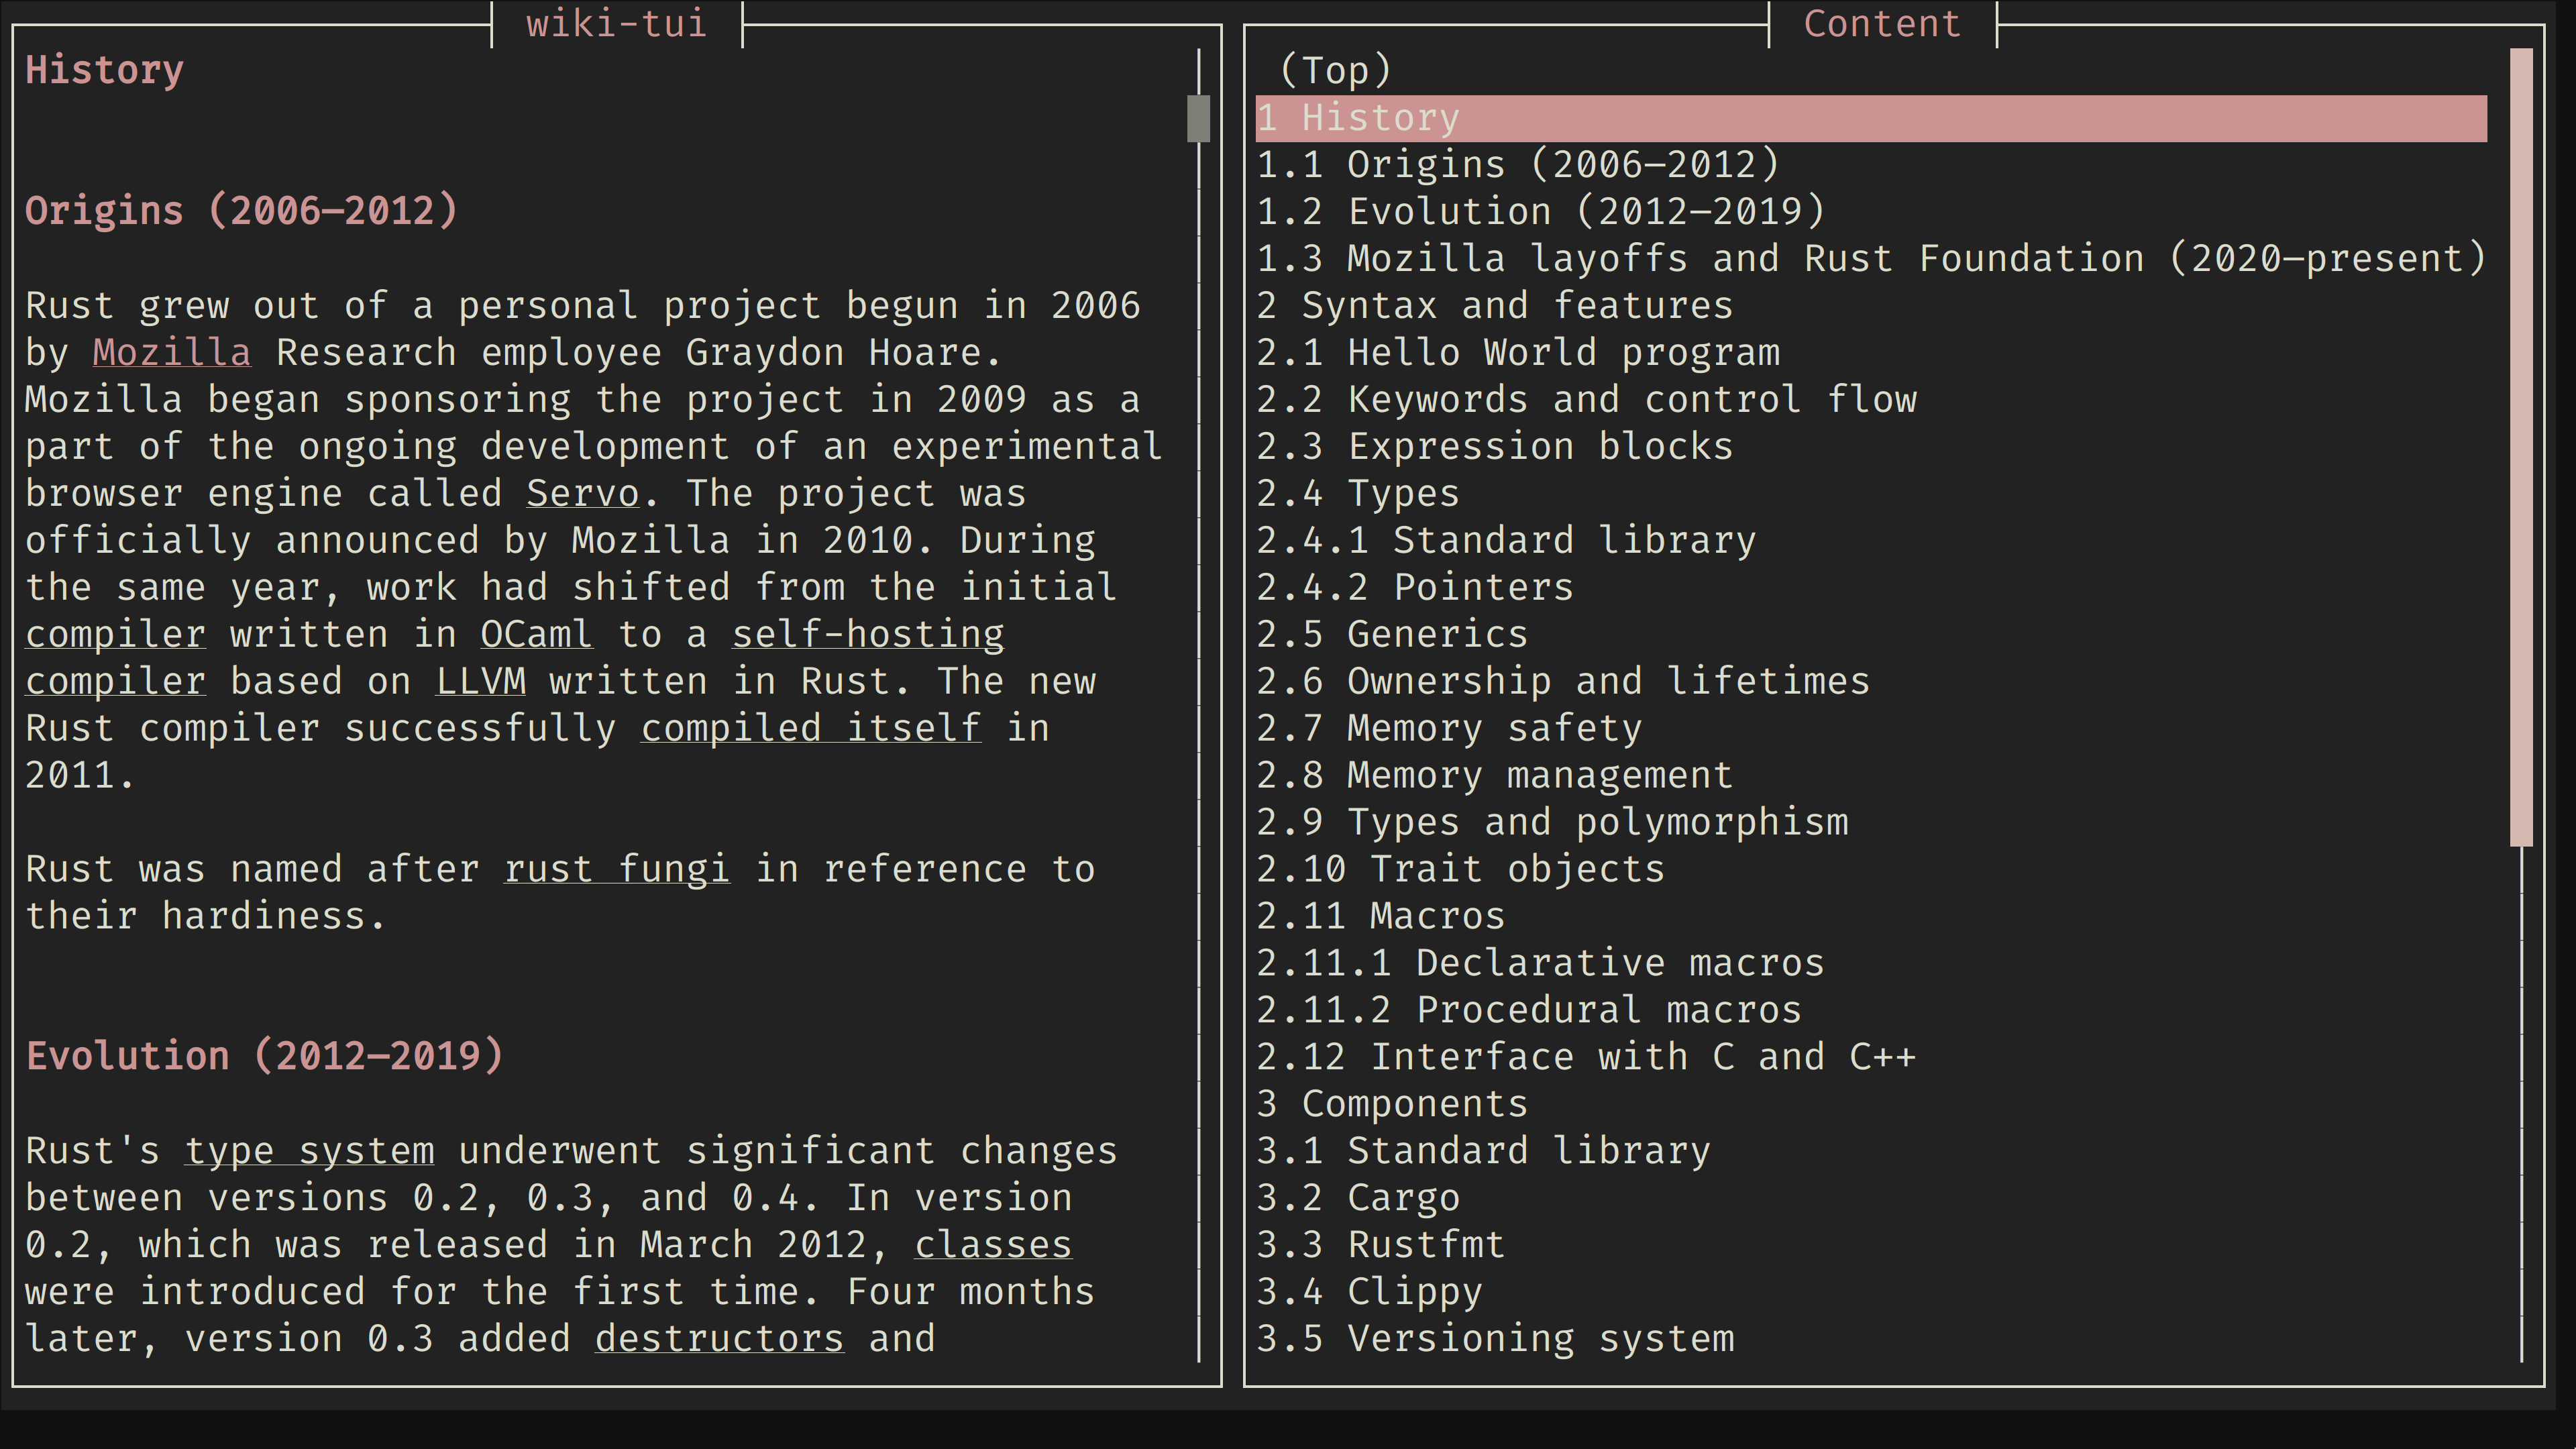 wiki-tui
History
Origins (2006–2012)
Rust grew out of a personal project begun in 2006
by Mozilla Research employee Graydon Hoare.
Mozilla began sponsoring the project in 2009 as a
part of the ongoing development of an experimental
browser engine called Servo. The project was
officially announced by Mozilla in 2010. During
the same year, work had shifted from the initial
compiler written in OCaml to a self-hosting
compiler based on LLVM written in Rust. The new
Rust compiler successfully compiled itself in
2011.
Rust was named after rust fungi in reference to
their hardiness.
Evolution (2012–2019)
Rust's type system underwent significant changes
between versions 0.2, 0.3, and 0.4. In version
0.2, which was released in March 2012, classes
were introduced for the first time. Four months
later, version 0.3 added destructors and
Content
(Top)
1 History
1.1 Origins (2006–2012)
1.2 Evolution (2012–2019)
1.3 Mozilla layoffs and Rust Foundation (2020–present)
2 Syntax and features
2.1 Hello World program
2.2 Keywords and control flow
2.3 Expression blocks
2.4 Types
2.4.1 Standard library
2.4.2 Pointers
2.5 Generics
2.6 Ownership and lifetimes
2.7 Memory safety
2.8 Memory management
2.9 Types and polymorphism
2.10 Trait objects
2.11 Macros
2.11.1 Declarative macros
2.11.2 Procedural macros
2.12 Interface with C and C++
3 Components
3.1 Standard library
3.2 Cargo
3.3 Rustfmt
3.4 Clippy
3.5 Versioning system